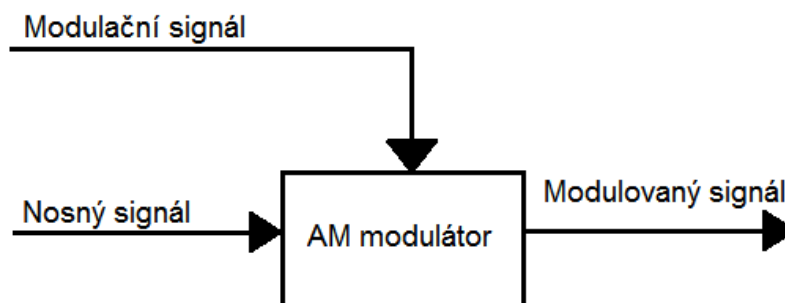 Modulační signál
Nosný signál
AM modulátor
Modulovaný signál